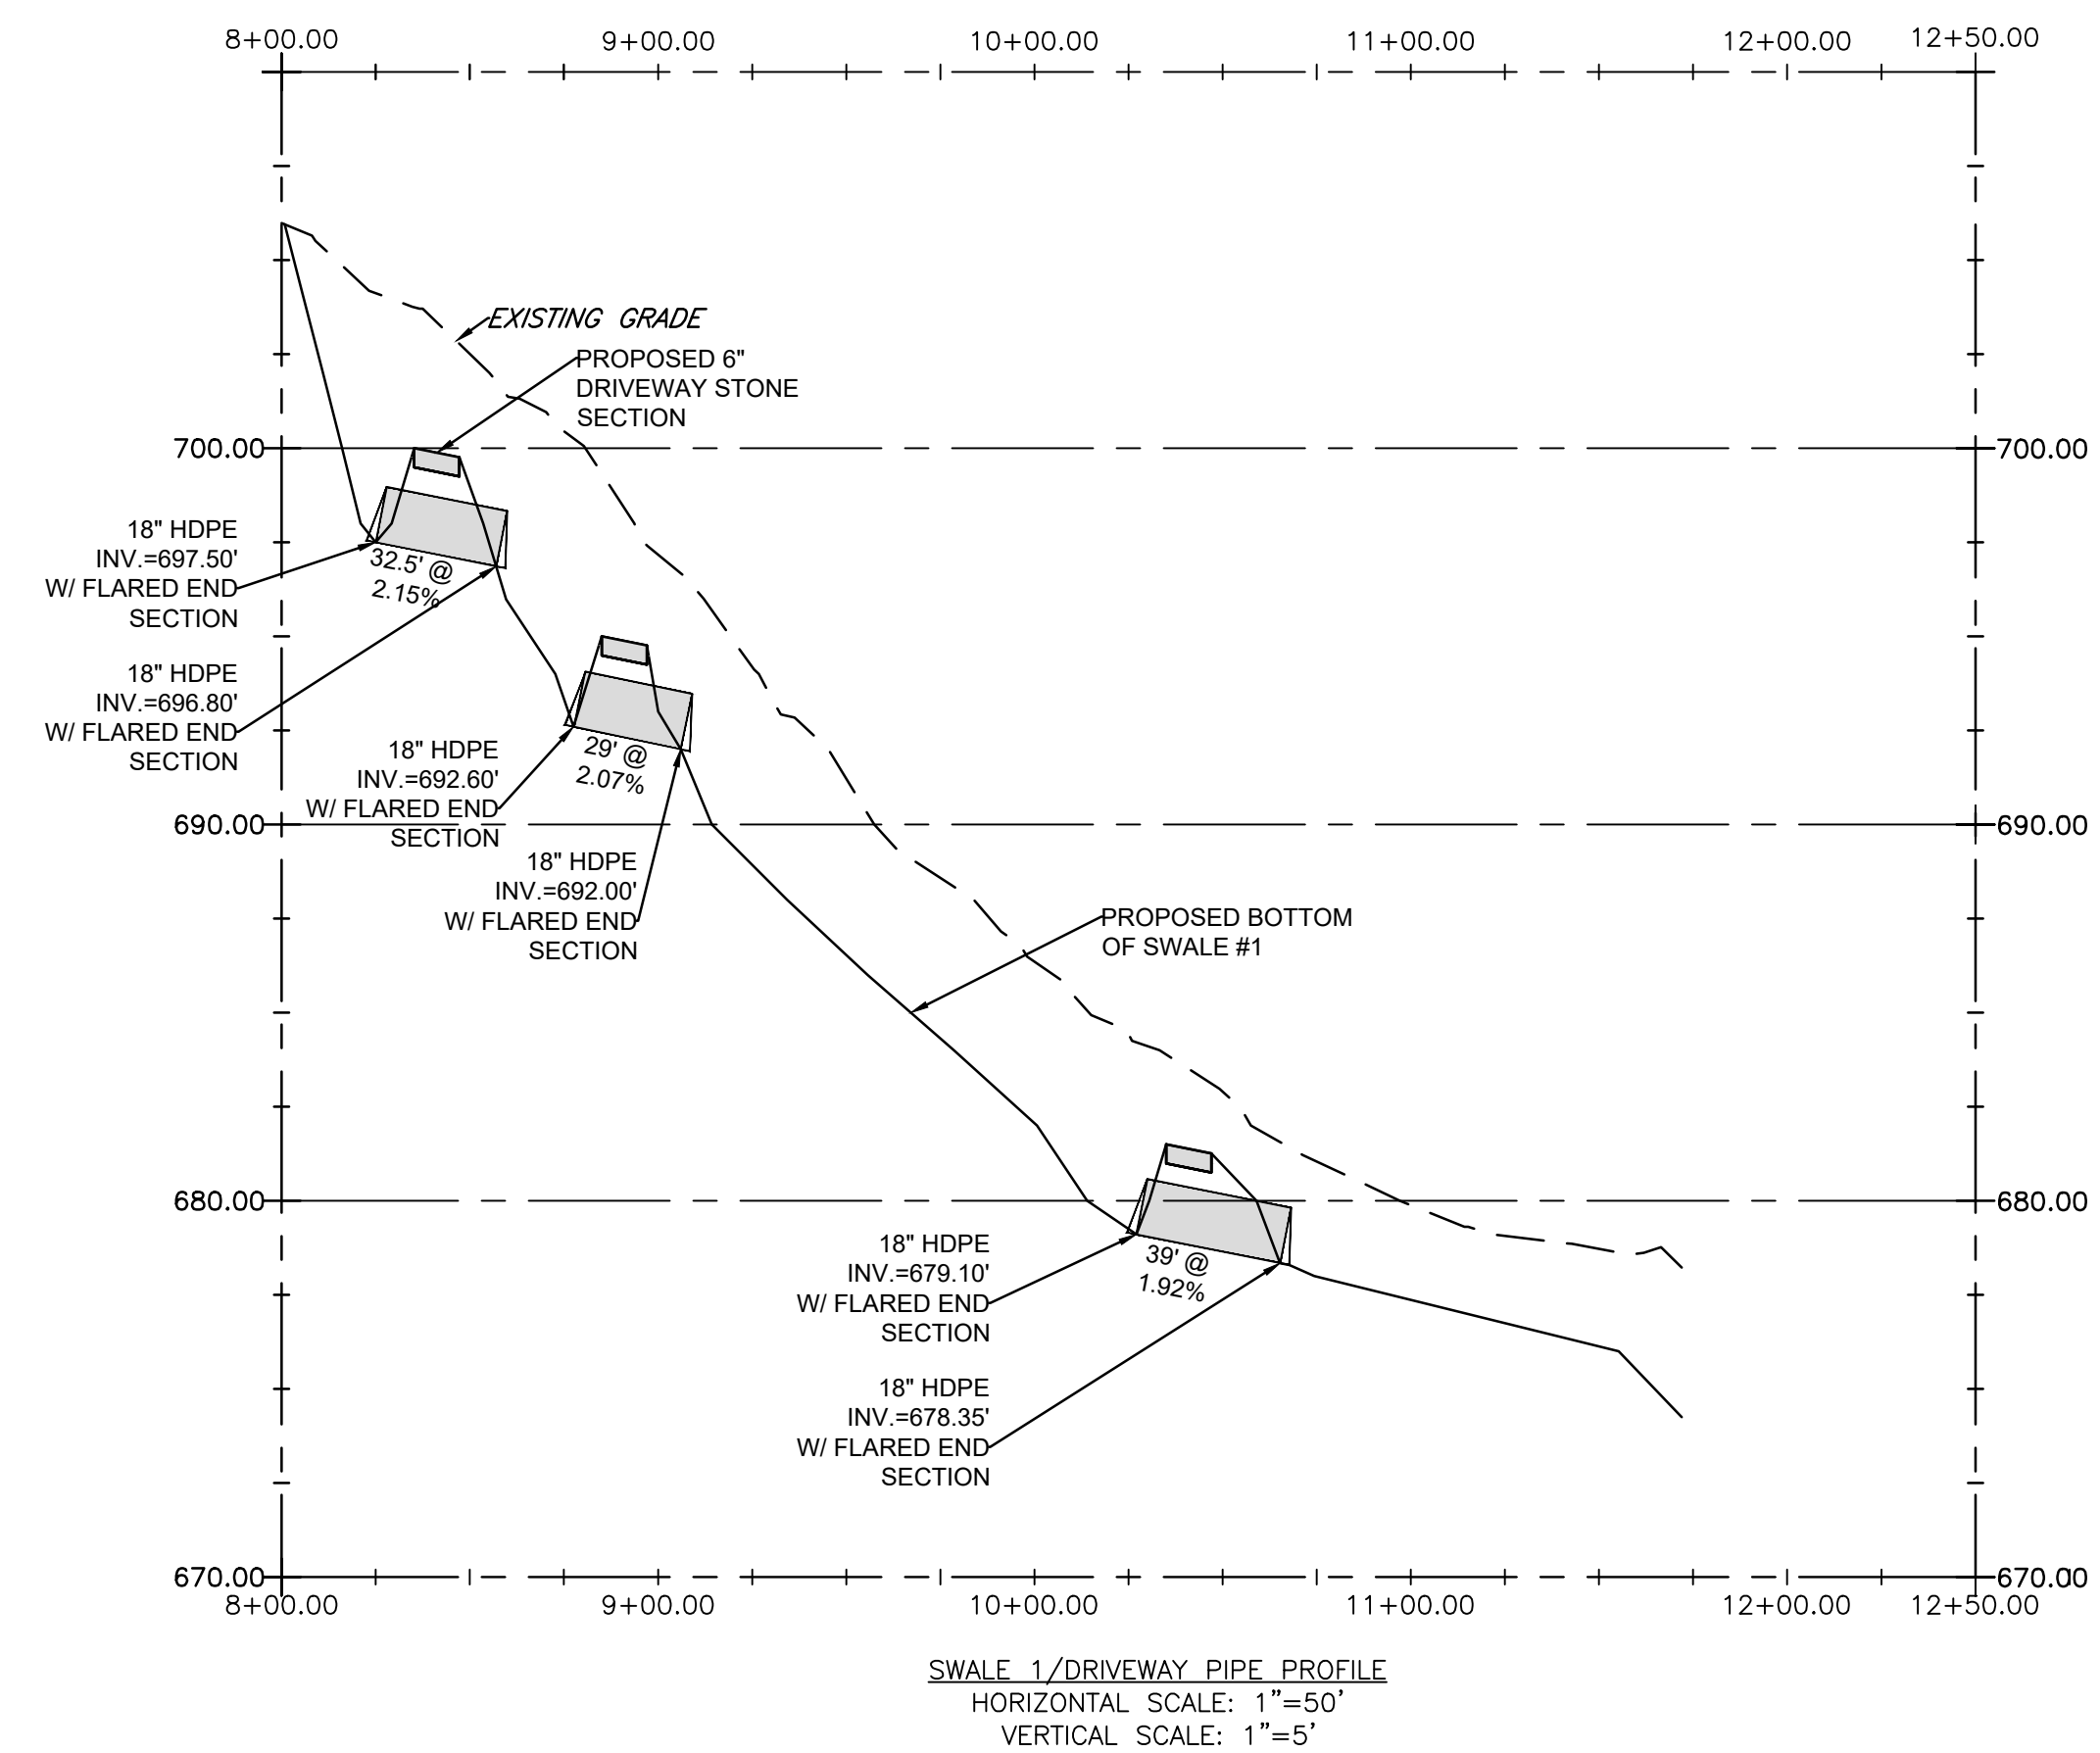 8+00.00 9+00.00 10+00.00 11+00.00 12+00.00 12+50.00
EXISTING GRADE
PROPOSED 6"
DRIVEWAY STONE
SECTION
700.00 700.00
18" HDPE
INV.=697.50'
W/ FLARED END
SECTION
32.5' @
2.15%
18" HDPE
INV.=696.80'
W/ FLARED END
SECTION
18" HDPE
INV.=692.60'
W/ FLARED END
SECTION
29' @
2.07%
690.00 690.00
18" HDPE
INV.=692.00'
W/ FLARED END
SECTION
PROPOSED BOTTOM
OF SWALE #1
680.00 680.00
18" HDPE
INV.=679.10'
W/ FLARED END
SECTION
39' @
1.92%
18" HDPE
INV.=678.35'
W/ FLARED END
SECTION
670.00 670.00
8+00.00 9+00.00 10+00.00 11+00.00 12+00.00 12+50.00
SWALE 1/DRIVEWAY PIPE PROFILE
HORIZONTAL SCALE: 1"=50'
VERTICAL SCALE: 1"=5'